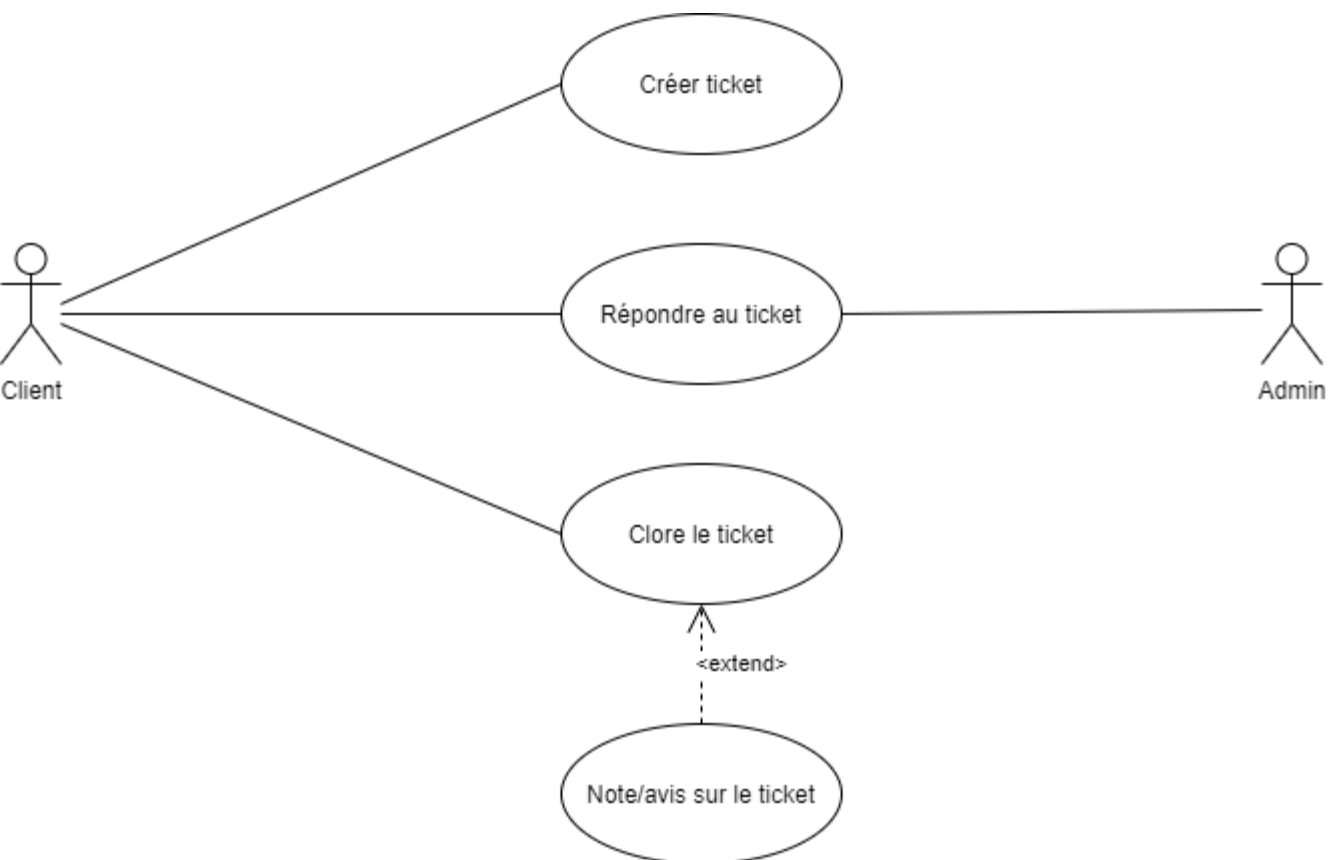 Créer ticket
Répondre au ticket
Client
Admin
Clore le ticket
<extend>
Note/avis sur le ticket